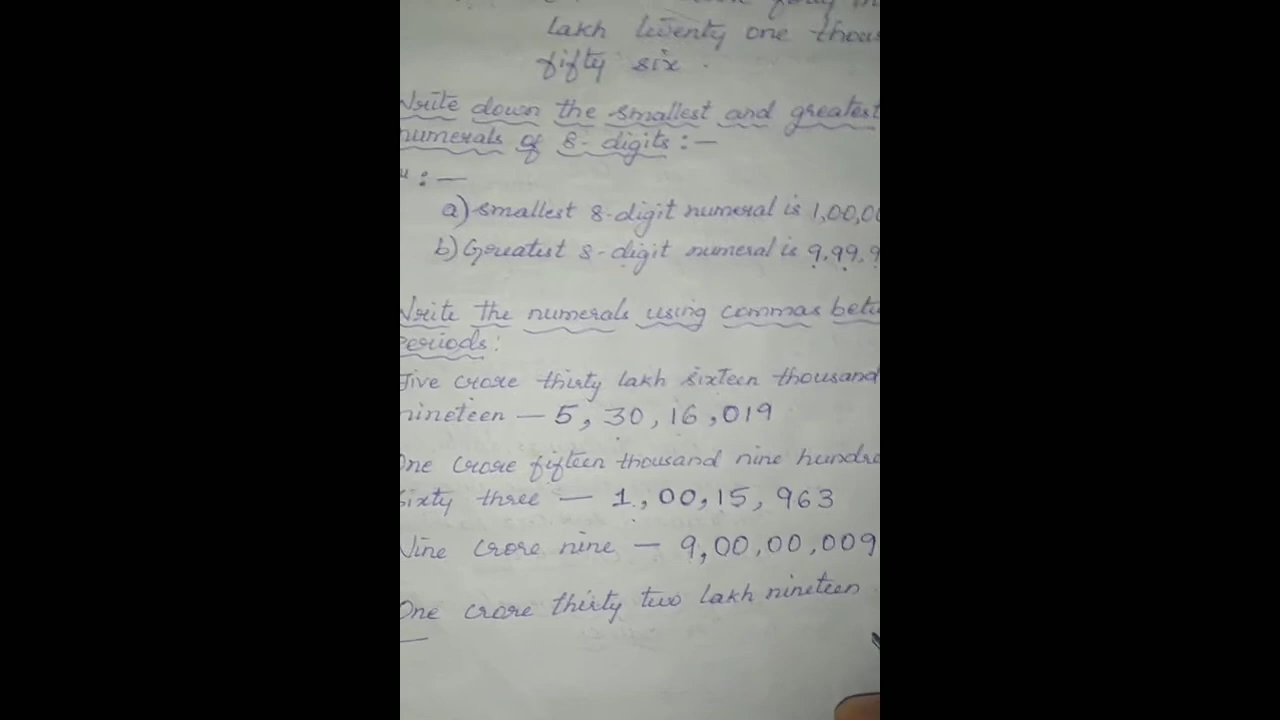 lakh twenty one thous
fifty six .
Write down the smallest and greatest
numerals of 8-digits : —
: —
a) smallest 8-digit numeral is 1,00,00
b) Greatest 8-digit numeral is 9,99,9
Write the numerals using commas betw
periods :
Five crore thirty lakh sixteen thousand
nineteen — 5, 30, 16, 019
One crore fifteen thousand nine hundre
sixty three — 1, 00, 15, 963
Nine crore nine — 9, 00, 00, 009
One crore thirty two lakh nineteen
—